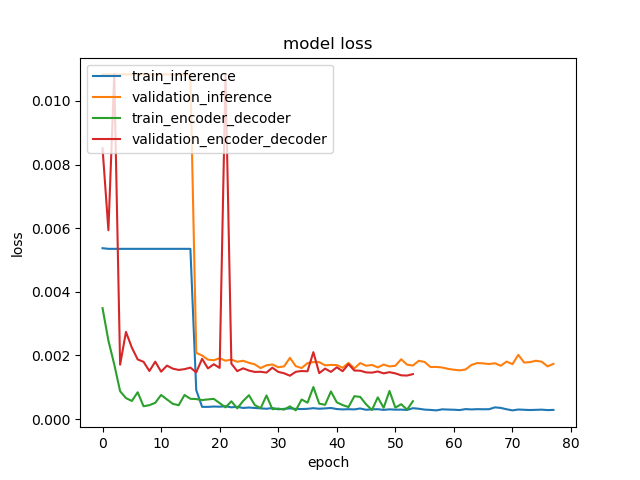 model loss
train_inference
validation_inference
train_encoder_decoder
validation_encoder_decoder
loss
0.010
0.008
0.006
0.004
0.002
0.000
0 10 20 30 40 50 60 70 80
epoch